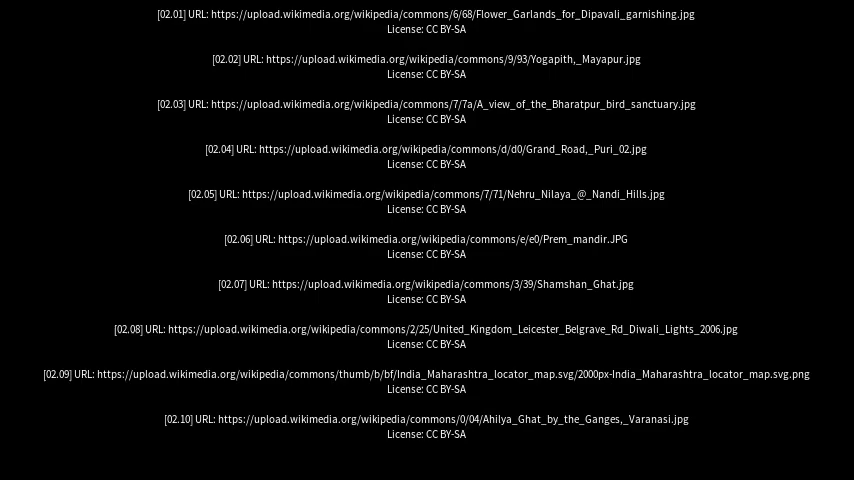 [02.01] URL: https://upload.wikimedia.org/wikipedia/commons/6/68/Flower_Garlands_for_Dipavali_garnishing.jpg
License: CC BY-SA
[02.02] URL: https://upload.wikimedia.org/wikipedia/commons/9/93/Yogapith,_Mayapur.jpg
License: CC BY-SA
[02.03] URL: https://upload.wikimedia.org/wikipedia/commons/7/7a/A_view_of_the_Bharatpur_bird_sanctuary.jpg
License: CC BY-SA
[02.04] URL: https://upload.wikimedia.org/wikipedia/commons/d/d0/Grand_Road,_Puri_02.jpg
License: CC BY-SA
[02.05] URL: https://upload.wikimedia.org/wikipedia/commons/7/71/Nehru_Nilaya_@_Nandi_Hills.jpg
License: CC BY-SA
[02.06] URL: https://upload.wikimedia.org/wikipedia/commons/e/e0/Prem_mandir.JPG
License: CC BY-SA
[02.07] URL: https://upload.wikimedia.org/wikipedia/commons/3/39/Shamshan_Ghat.jpg
License: CC BY-SA
[02.08] URL: https://upload.wikimedia.org/wikipedia/commons/2/25/United_Kingdom_Leicester_Belgrave_Rd_Diwali_Lights_2006.jpg
License: CC BY-SA
[02.09] URL: https://upload.wikimedia.org/wikipedia/commons/thumb/b/bf/India_Maharashtra_locator_map.svg/2000px-India_Maharashtra_locator_map.svg.png
License: CC BY-SA
[02.10] URL: https://upload.wikimedia.org/wikipedia/commons/0/04/Ahilya_Ghat_by_the_Ganges,_Varanasi.jpg
License: CC BY-SA